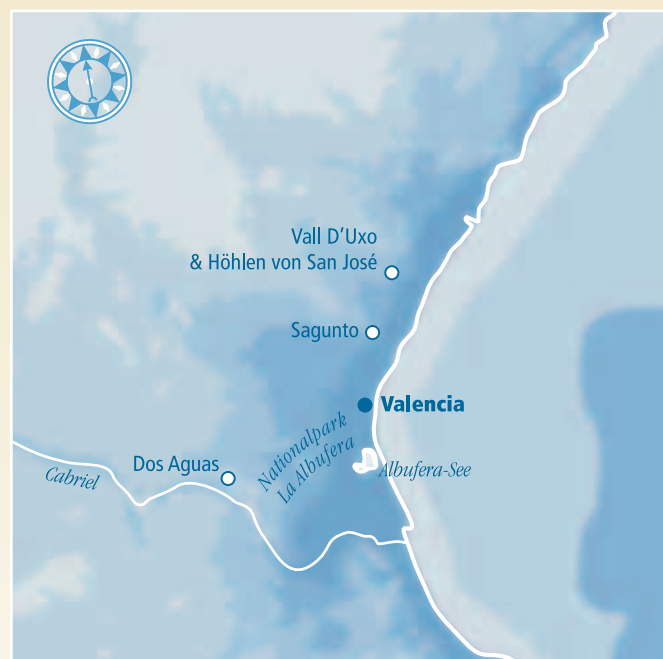 Vall D'Uxo
& Höhlen von San José
Sagunto
Valencia
Nationalpark
La Albufera
Dos Aguas
Albufera-See
Cabriel